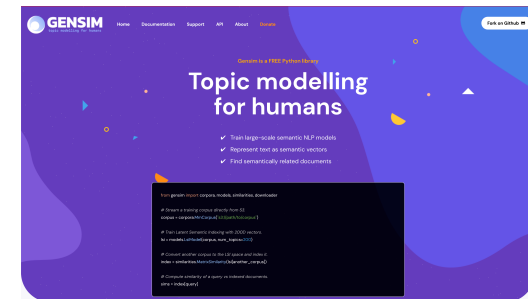 GENSIM
topic modelling for humans
Home Documentation Support API About Donate
Fork on Github
Gensim is a FREE Python library
Topic modelling
for humans
✔ Train large-scale semantic NLP models
✔ Represent text as semantic vectors
✔ Find semantically related documents
from gensim import corpora, models, similarities, downloader
# Stream a training corpus directly from S3.
corpus = corpora.MmCorpus("s3://path/to/corpus")
# Train Latent Semantic Indexing with 200D vectors.
lsi = models.LsiModel(corpus, num_topics=200)
# Convert another corpus to the LSI space and index it.
index = similarities.MatrixSimilarity(lsi[another_corpus])
# Compute similarity of a query vs indexed documents.
sims = index[query]